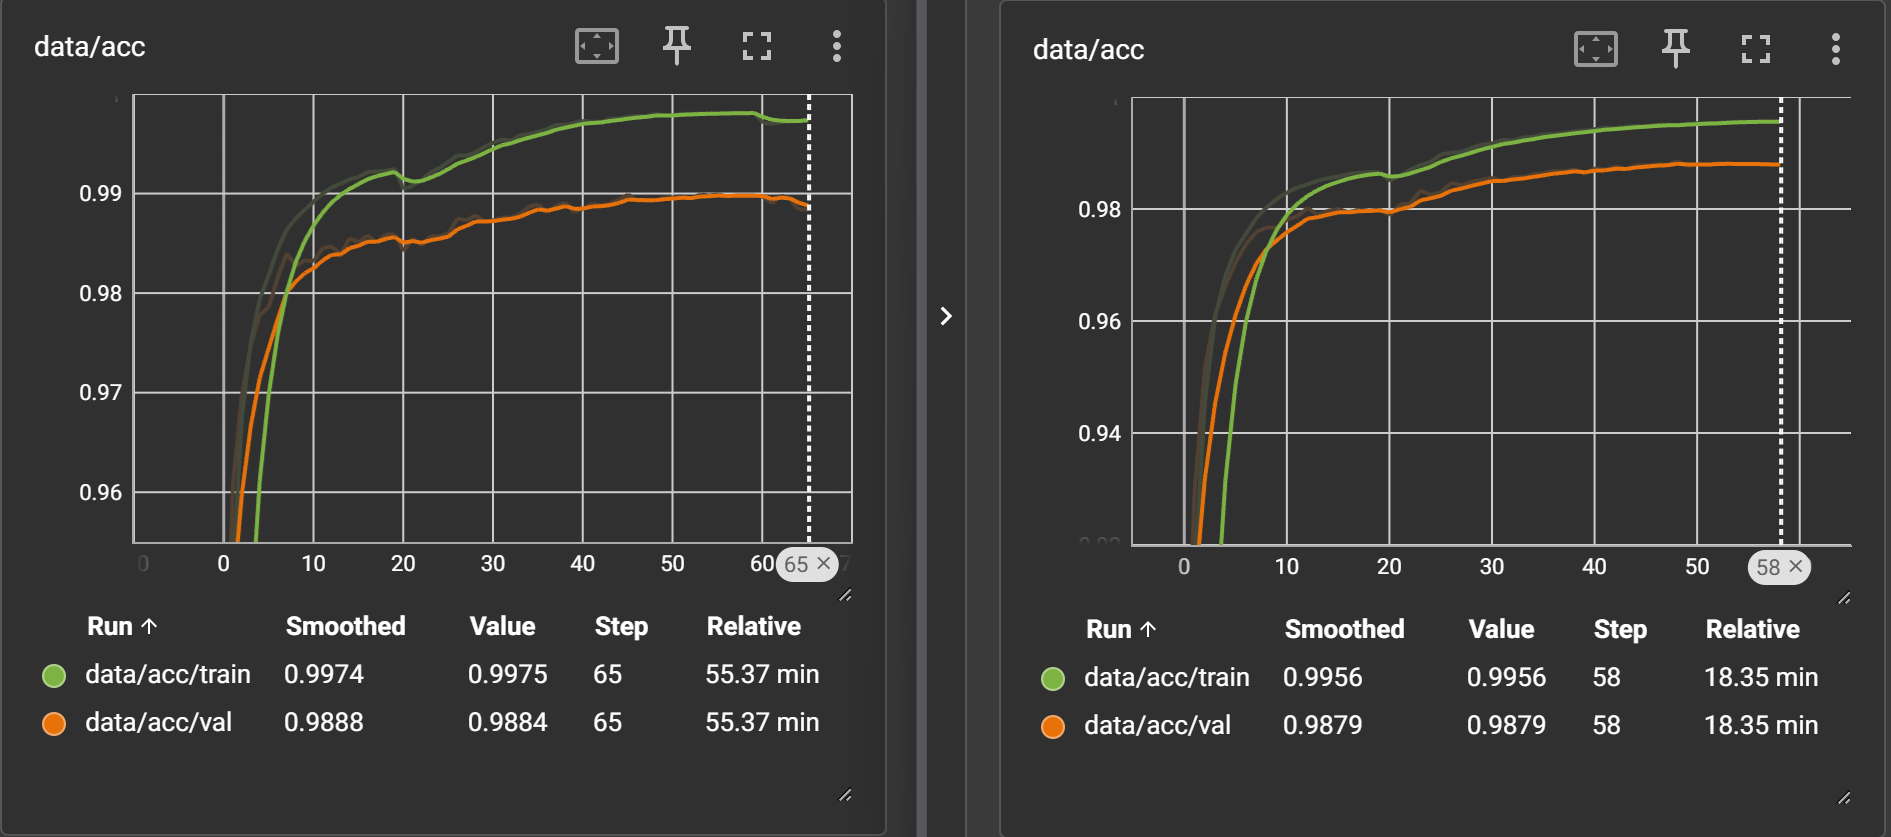 data/acc
0.99
0.98
0.97
0.96
0 0 10 20 30 40 50 60 65 × 7
Run ↑ Smoothed Value Step Relative
data/acc/train 0.9974 0.9975 65 55.37 min
data/acc/val 0.9888 0.9884 65 55.37 min
data/acc
0.98
0.96
0.94
0.92
0 10 20 30 40 50 58 ×
Run ↑ Smoothed Value Step Relative
data/acc/train 0.9956 0.9956 58 18.35 min
data/acc/val 0.9879 0.9879 58 18.35 min